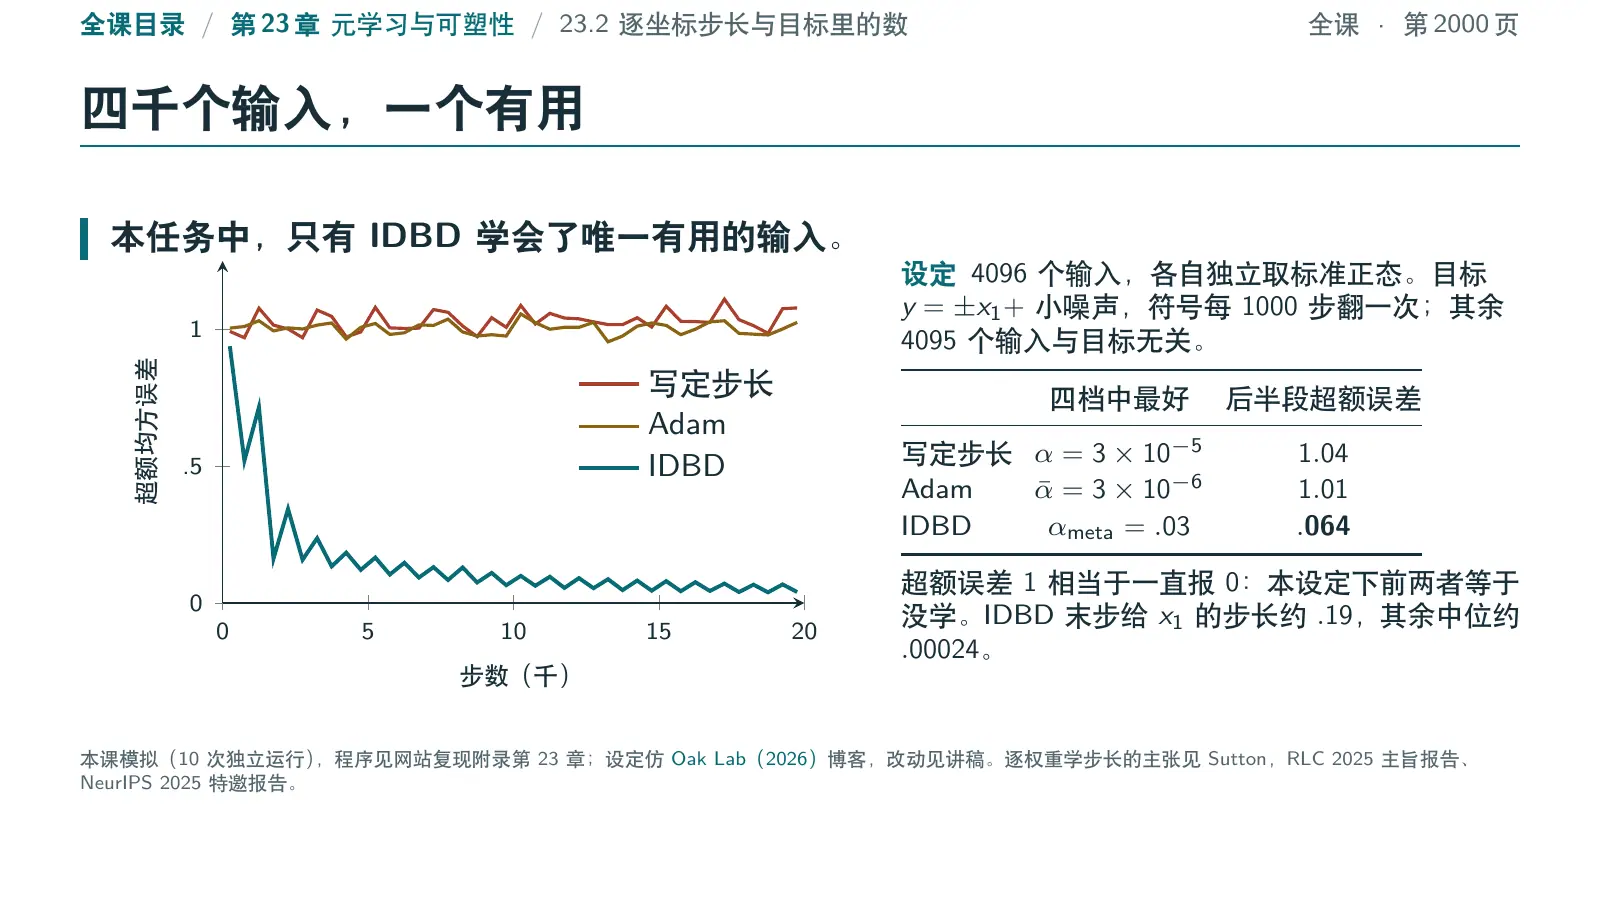 全课目录 / 第 23 章 元学习与可塑性 / 23.2 逐坐标步长与目标里的数
全课 · 第 2000 页
四千个输入，一个有用
本任务中，只有 IDBD 学会了唯一有用的输入。
超额均方误差
1
.5
0
0 5 10 15 20
步数（千）
写定步长
Adam
IDBD
设定 4096 个输入，各自独立取标准正态。目标
y = ±x₁+ 小噪声，符号每 1000 步翻一次；其余
4095 个输入与目标无关。
四档中最好 后半段超额误差
写定步长 α = 3 × 10⁻⁵ 1.04
Adam ᾱ = 3 × 10⁻⁶ 1.01
IDBD α_meta = .03 .064
超额误差 1 相当于一直报 0：本设定下前两者等于
没学。IDBD 末步给 x₁ 的步长约 .19，其余中位约
.00024。
本课模拟（10 次独立运行），程序见网站复现附录第 23 章；设定仿 Oak Lab（2026）博客，改动见讲稿。逐权重学步长的主张见 Sutton，RLC 2025 主旨报告、
NeurIPS 2025 特邀报告。